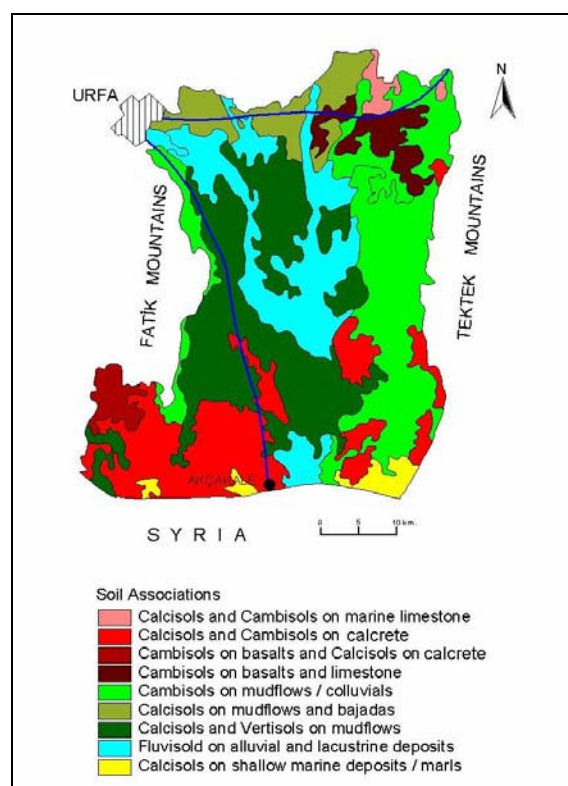 N
URFA
FATİK MOUNTAINS
TEKTEK MOUNTAINS
AKÇAKALE
SYRIA
0 5 10 km.
Soil Associations
Calcisols and Cambisols on marine limestone
Calcisols and Cambisols on calcrete
Cambisols on basalts and Calcisols on calcrete
Cambisols on basalts and limestone
Cambisols on mudflows / colluvials
Calcisols on mudflows and bajadas
Calcisols and Vertisols on mudflows
Fluvisold on alluvial and lacustrine deposits
Calcisols on shallow marine deposits / marls